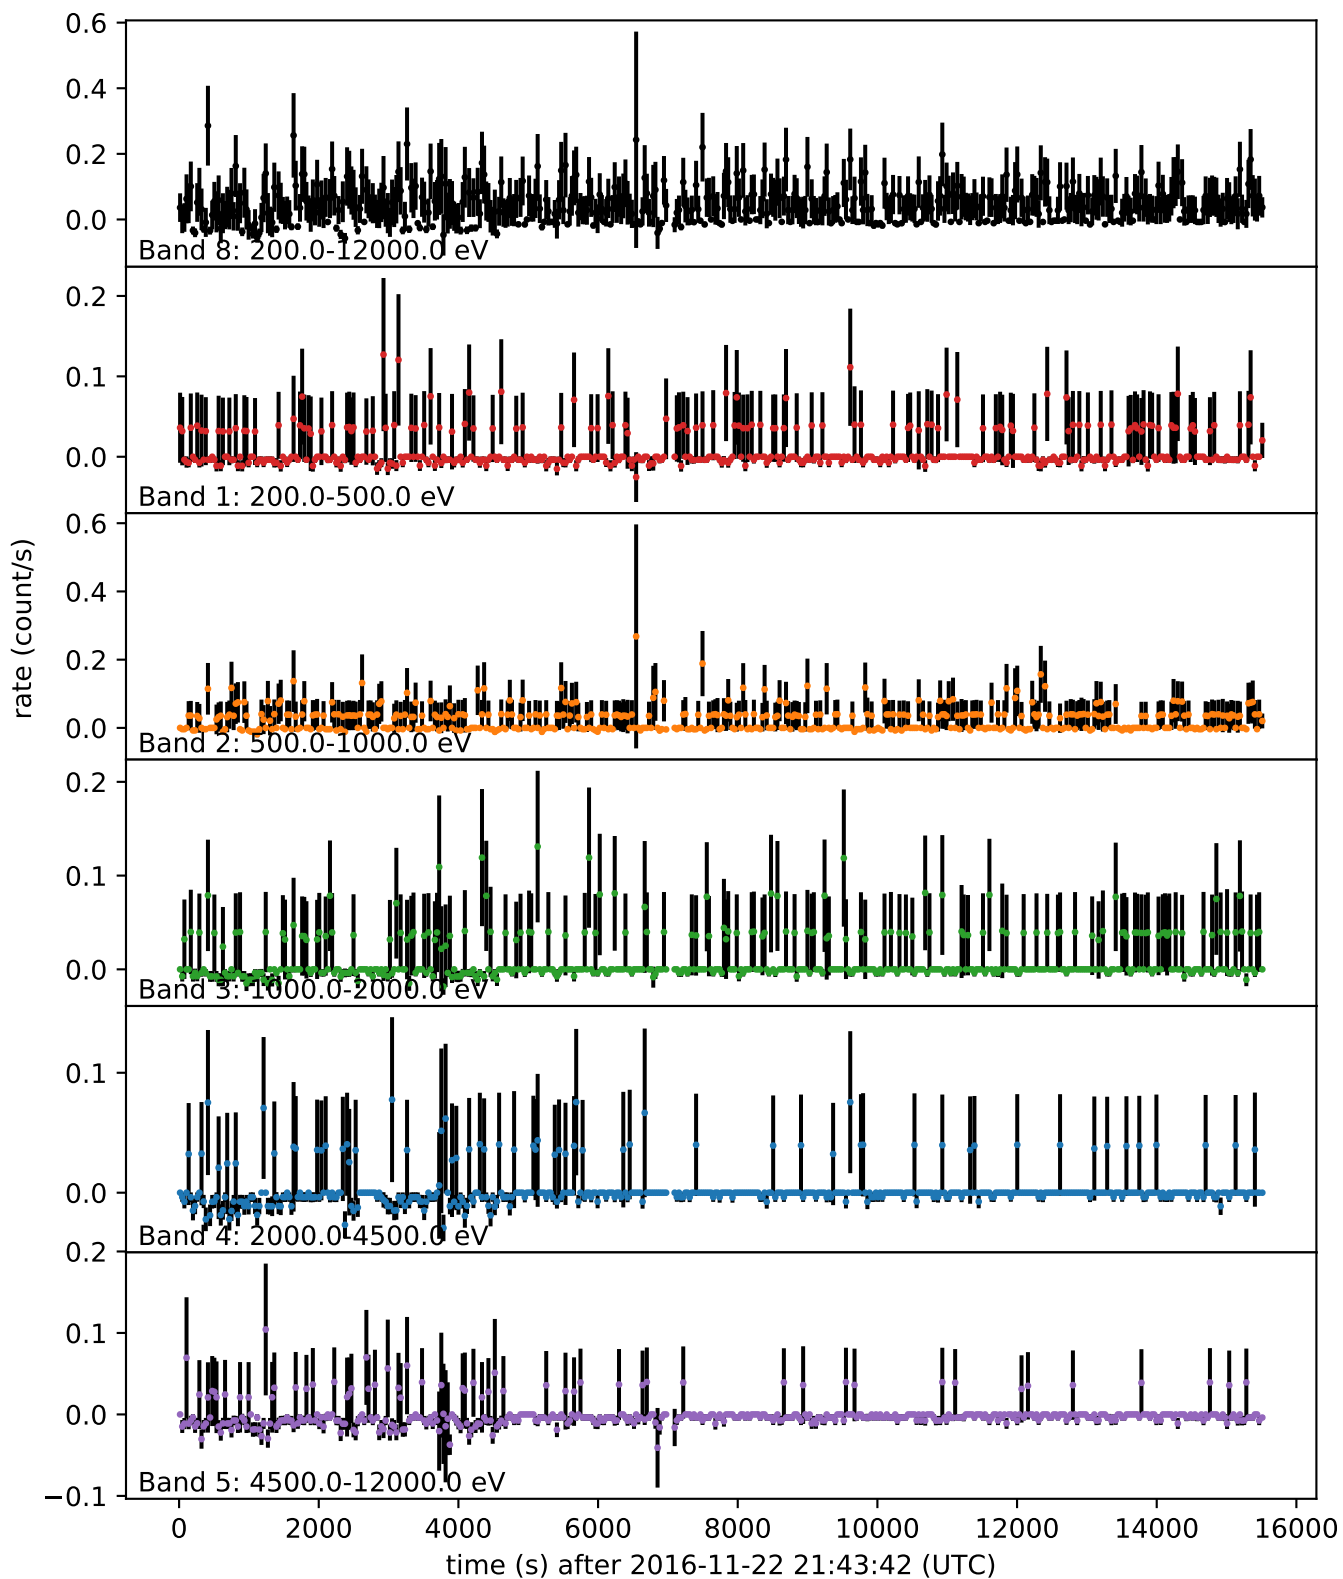 0.6
0.4
0.2
0.0
Band 8: 200.0-12000.0 eV
0.2
0.1
0.0
Band 1: 200.0-500.0 eV
0.6
0.4
0.2
0.0
Band 2: 500.0-1000.0 eV
rate (count/s)
0.2
0.1
0.0
Band 3: 1000.0-2000.0 eV
0.1
0.0
Band 4: 2000.0-4500.0 eV
0.2
0.1
0.0
−0.1
Band 5: 4500.0-12000.0 eV
0 2000 4000 6000 8000 10000 12000 14000 16000
time (s) after 2016-11-22 21:43:42 (UTC)